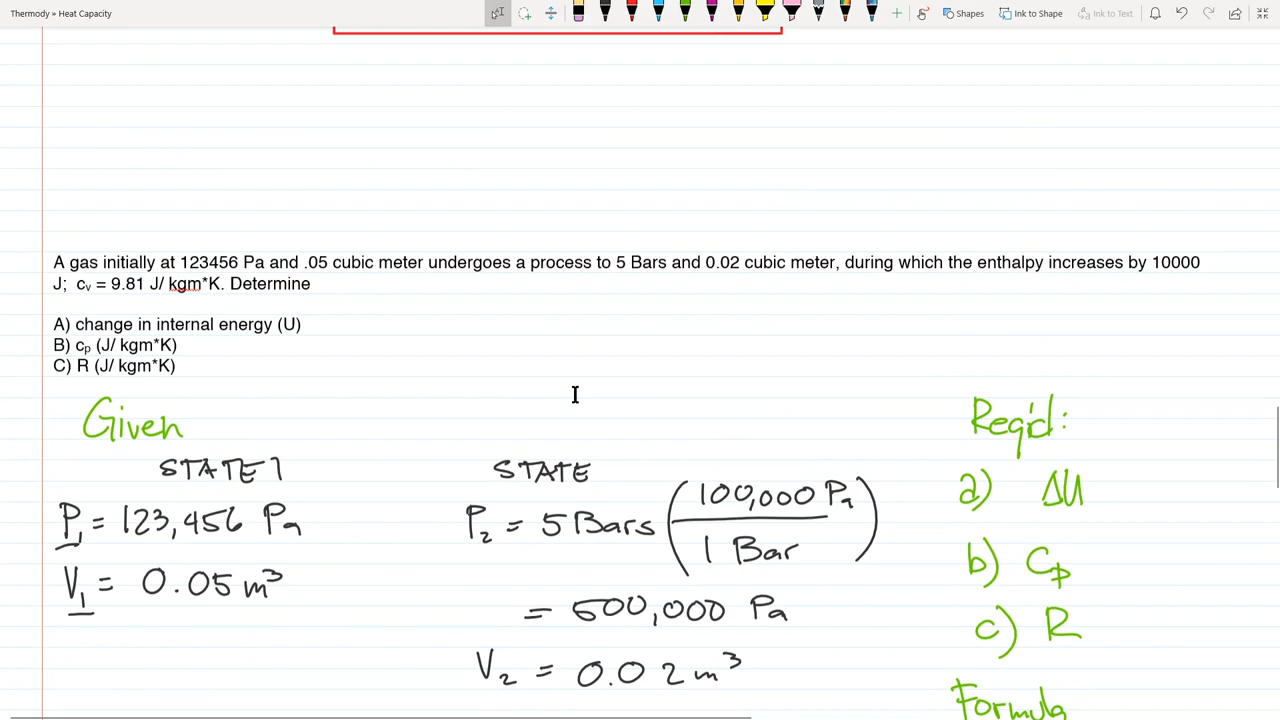 Thermody » Heat Capacity
Shapes
Ink to Shape
Ink to Text
A gas initially at 123456 Pa and .05 cubic meter undergoes a process to 5 Bars and 0.02 cubic meter, during which the enthalpy increases by 10000
J;  cᵥ = 9.81 J/ kgm*K. Determine
A) change in internal energy (U)
B) cₚ (J/ kgm*K)
C) R (J/ kgm*K)
Given
Req'd:
STATE 1
STATE
P₁ = 123,456 Pa
P₂ = 5 Bars (100,000 Pa / 1 Bar)
a) ΔU
V₁ = 0.05 m³
b) Cₚ
= 500,000 Pa
c) R
V₂ = 0.02 m³
Formula